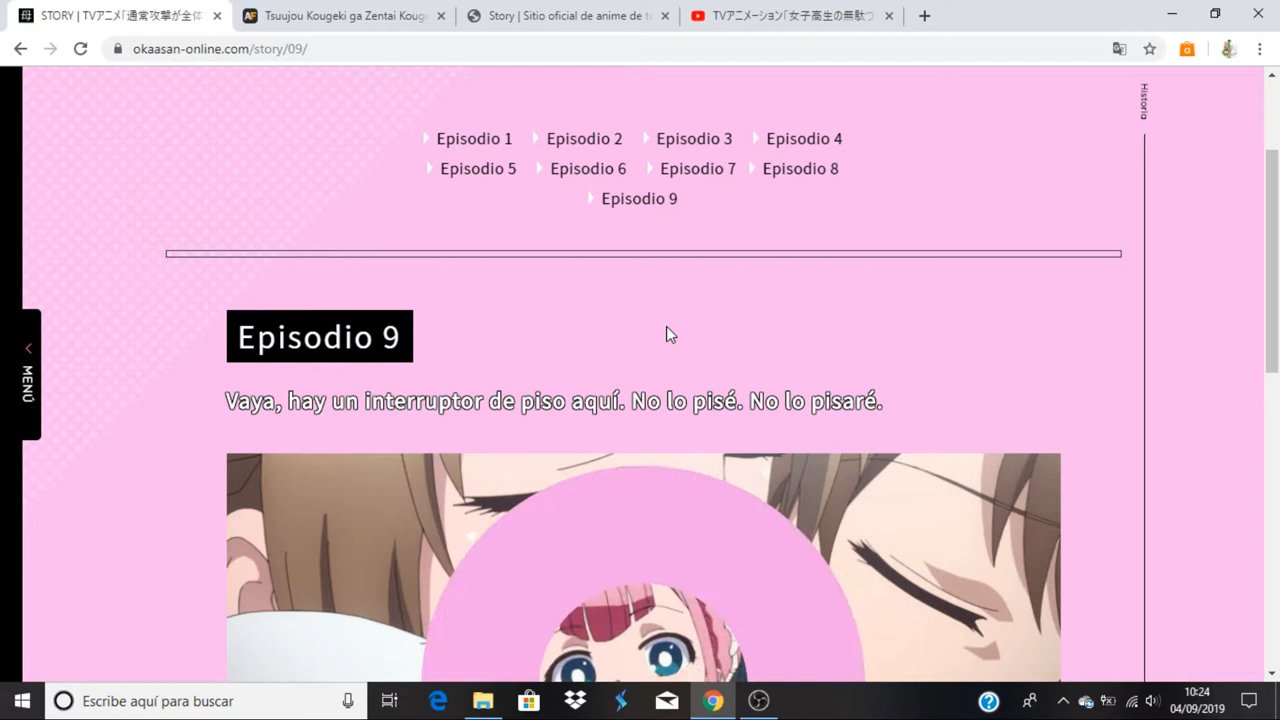 STORY | TVアニメ「通常攻撃が全体
Tsuujou Kougeki ga Zentai Koug
Story | Sitio oficial de anime de t
TVアニメーション「女子高生の無駄づ
okaasan-online.com/story/09/
Historia
Episodio 1
Episodio 2
Episodio 3
Episodio 4
Episodio 5
Episodio 6
Episodio 7
Episodio 8
Episodio 9
MENÚ
Episodio 9
Vaya, hay un interruptor de piso aquí. No lo pisé. No lo pisaré.
Escribe aquí para buscar
10:24
04/09/2019